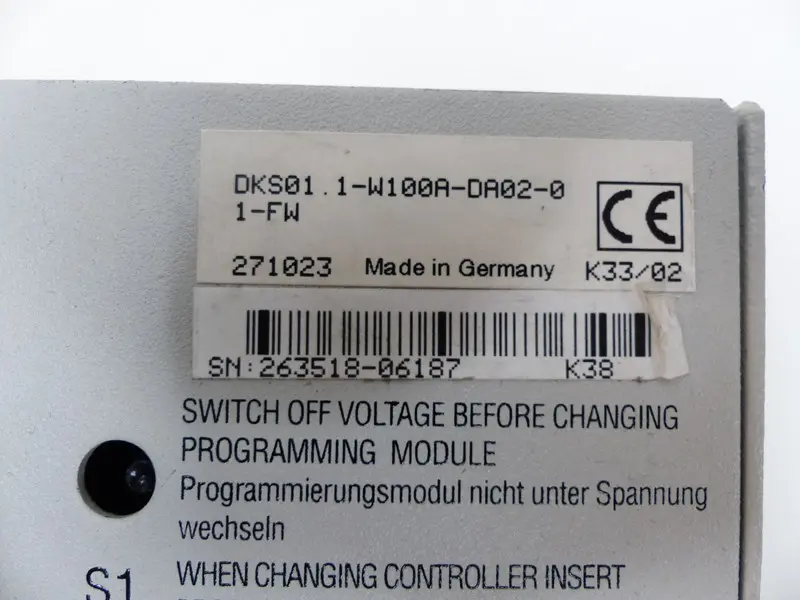 DKS01.1-W100A-DA02-0
1-FW
CE
271023 Made in Germany K33/02
SN:263518-06187 K38
SWITCH OFF VOLTAGE BEFORE CHANGING
PROGRAMMING MODULE
Programmierungsmodul nicht unter Spannung
wechseln
S1 WHEN CHANGING CONTROLLER INSERT